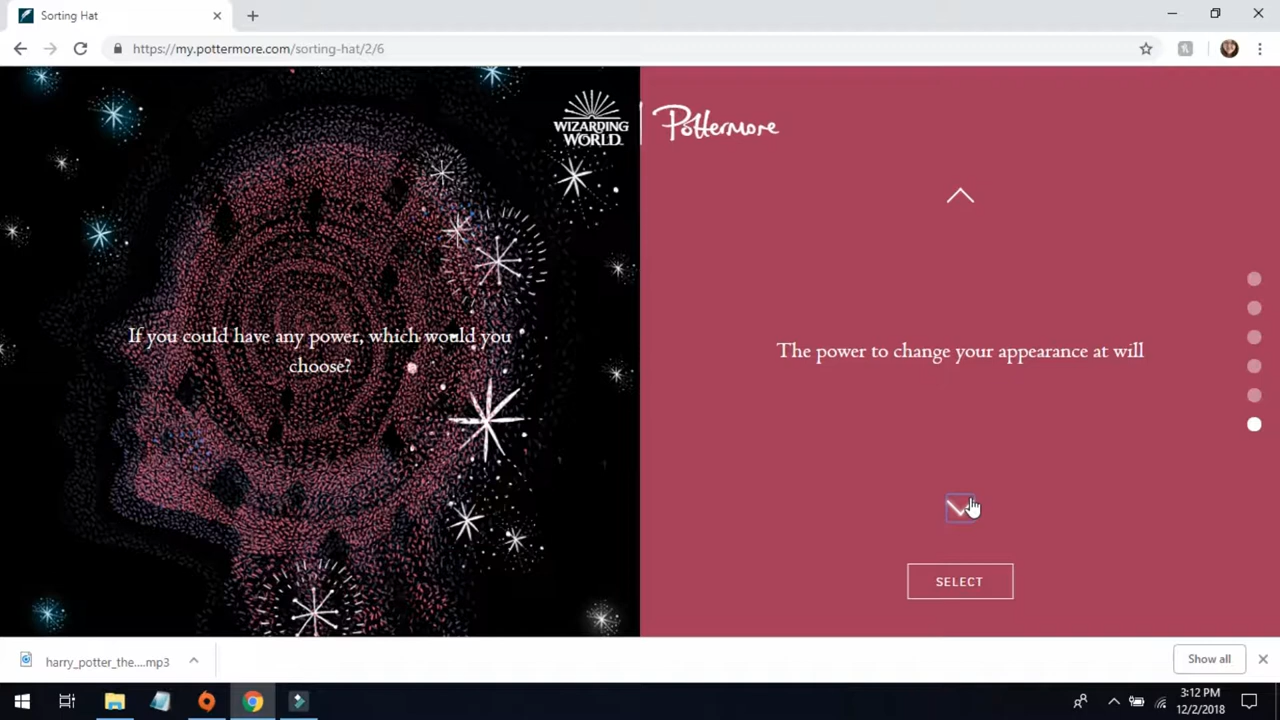 Sorting Hat
https://my.pottermore.com/sorting-hat/2/6
WIZARDING
WORLD
Pottermore
If you could have any power, which would you
choose?
The power to change your appearance at will
SELECT
harry_potter_the....mp3
Show all
3:12 PM
12/2/2018